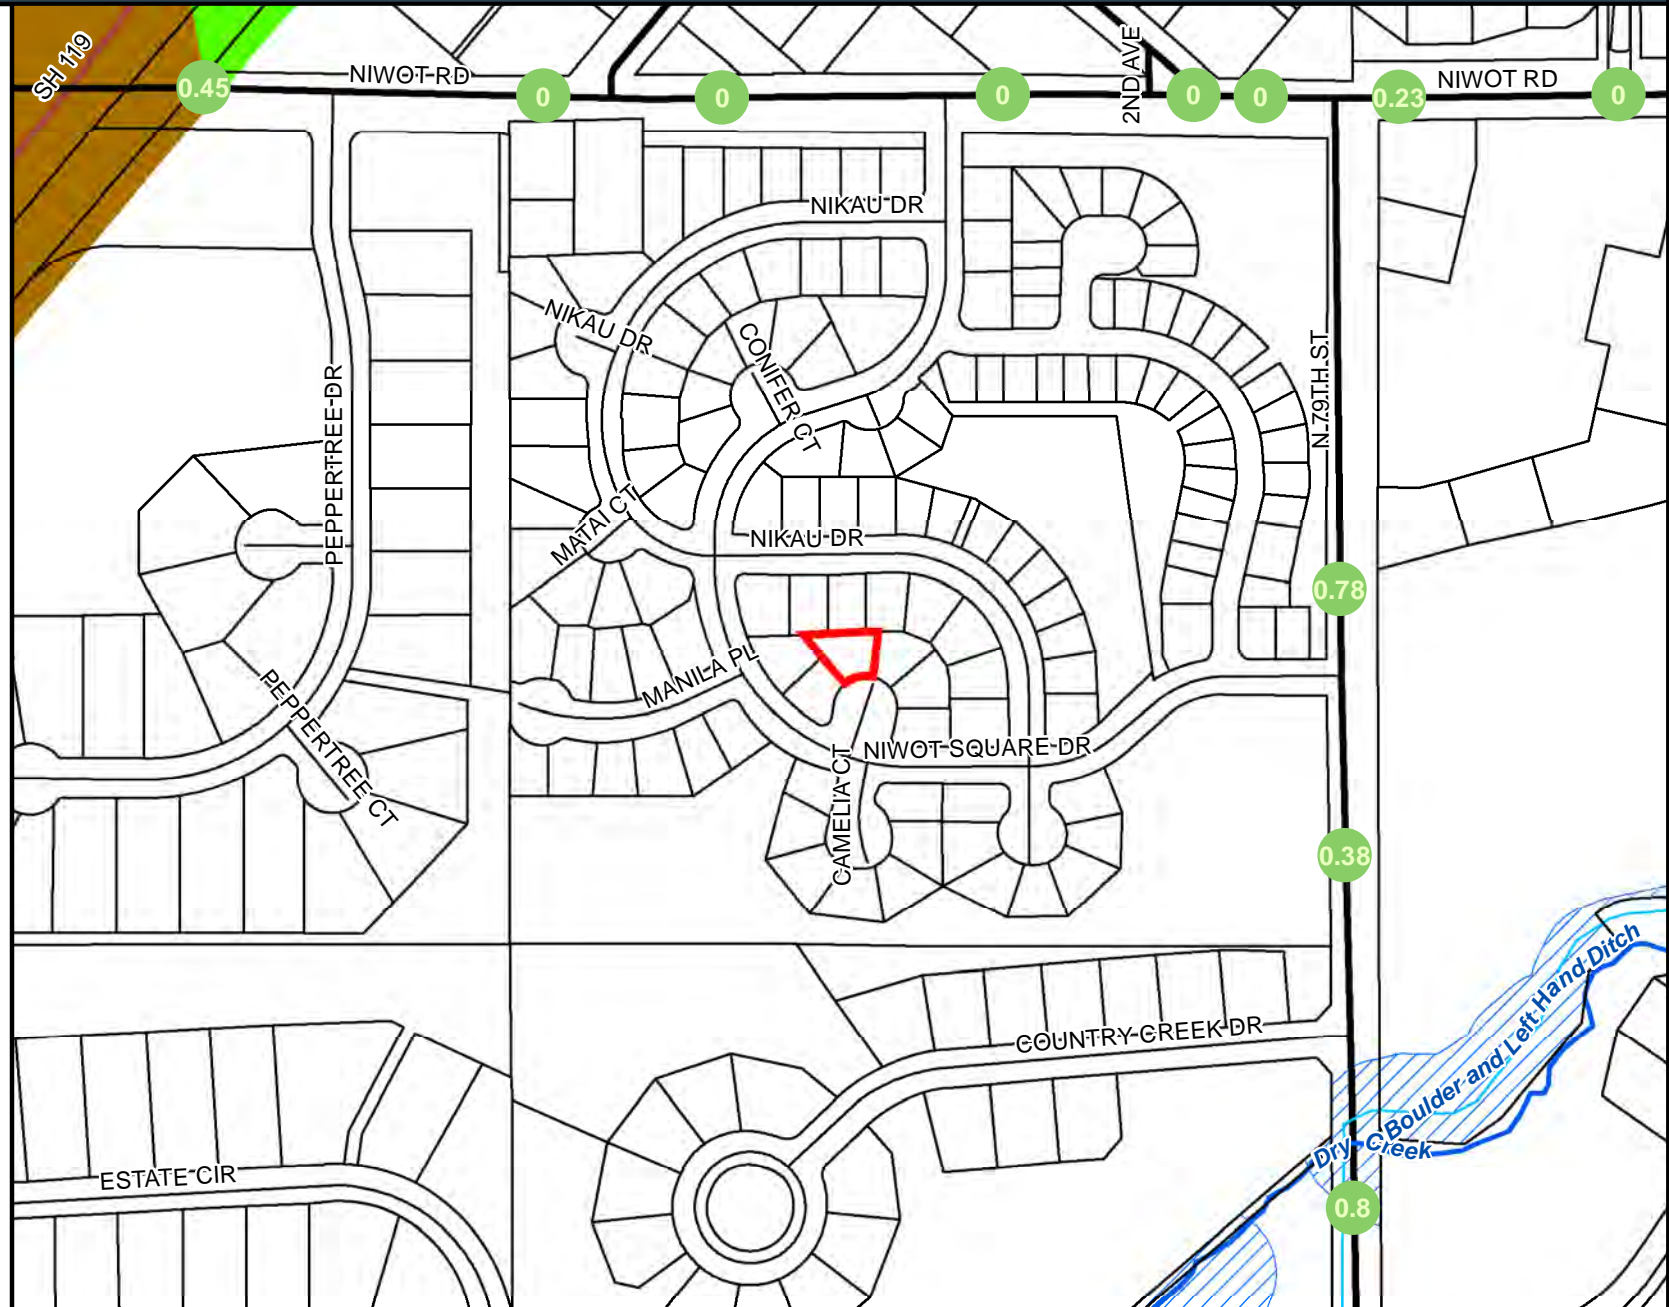 SH 119
0.45
NIWOT RD
0
0
0
2ND AVE
0
0
0.23
NIWOT RD
0
NIKAU DR
NIKAU DR
CONIFER CT
N 79TH ST
PEPPERTREE DR
MATAI CT
NIKAU DR
0.78
MANILA PL
PEPPERTREE CT
NIWOT SQUARE DR
CAMELIA CT
0.38
Boulder and Left Hand Ditch
COUNTRY CREEK DR
Dry Creek
ESTATE CIR
0.8